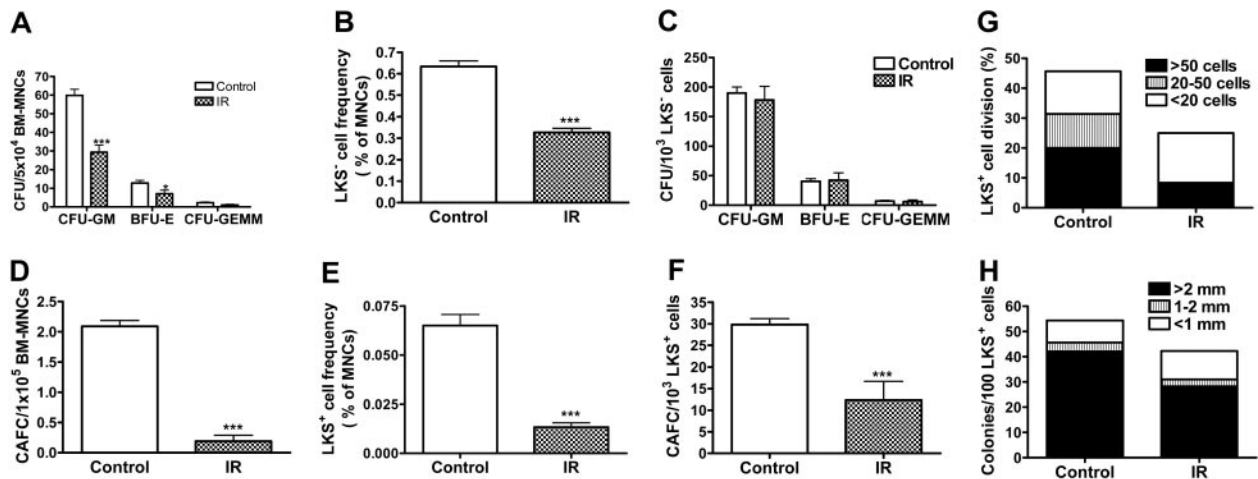 A
CFU/5x10⁴ BM-MNCs
70
60
50
40
30
20
10
0
Control
IR
***
*
CFU-GM BFU-E CFU-GEMM
B
LKS⁻ cell frequency
( % of MNCs)
0.7
0.6
0.5
0.4
0.3
0.2
0.1
0.0
***
Control IR
C
CFU/10³ LKS⁻ cells
250
200
150
100
50
0
Control
IR
CFU-GM BFU-E CFU-GEMM
G
LKS⁺ cell division (%)
50
40
30
20
10
0
>50 cells
20-50 cells
<20 cells
Control IR
D
CAFC/1x10⁵ BM-MNCs
2.5
2.0
1.5
1.0
0.5
0.0
***
Control IR
E
LKS⁺ cell frequency
( % of MNCs)
0.075
0.050
0.025
0.000
***
Control IR
F
CAFC/10³ LKS⁺ cells
35
30
25
20
15
10
5
0
***
Control IR
H
Colonies/100 LKS⁺ cells
60
50
40
30
20
10
0
>2 mm
1-2 mm
<1 mm
Control IR